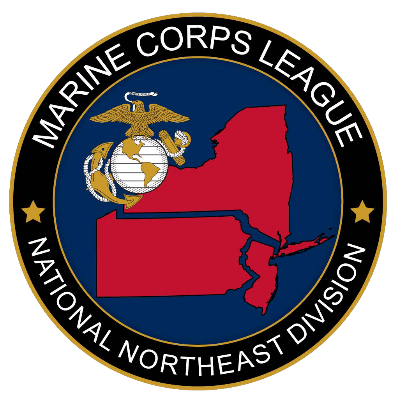 MARINE CORPS LEAGUE
NATIONAL NORTHEAST DIVISION